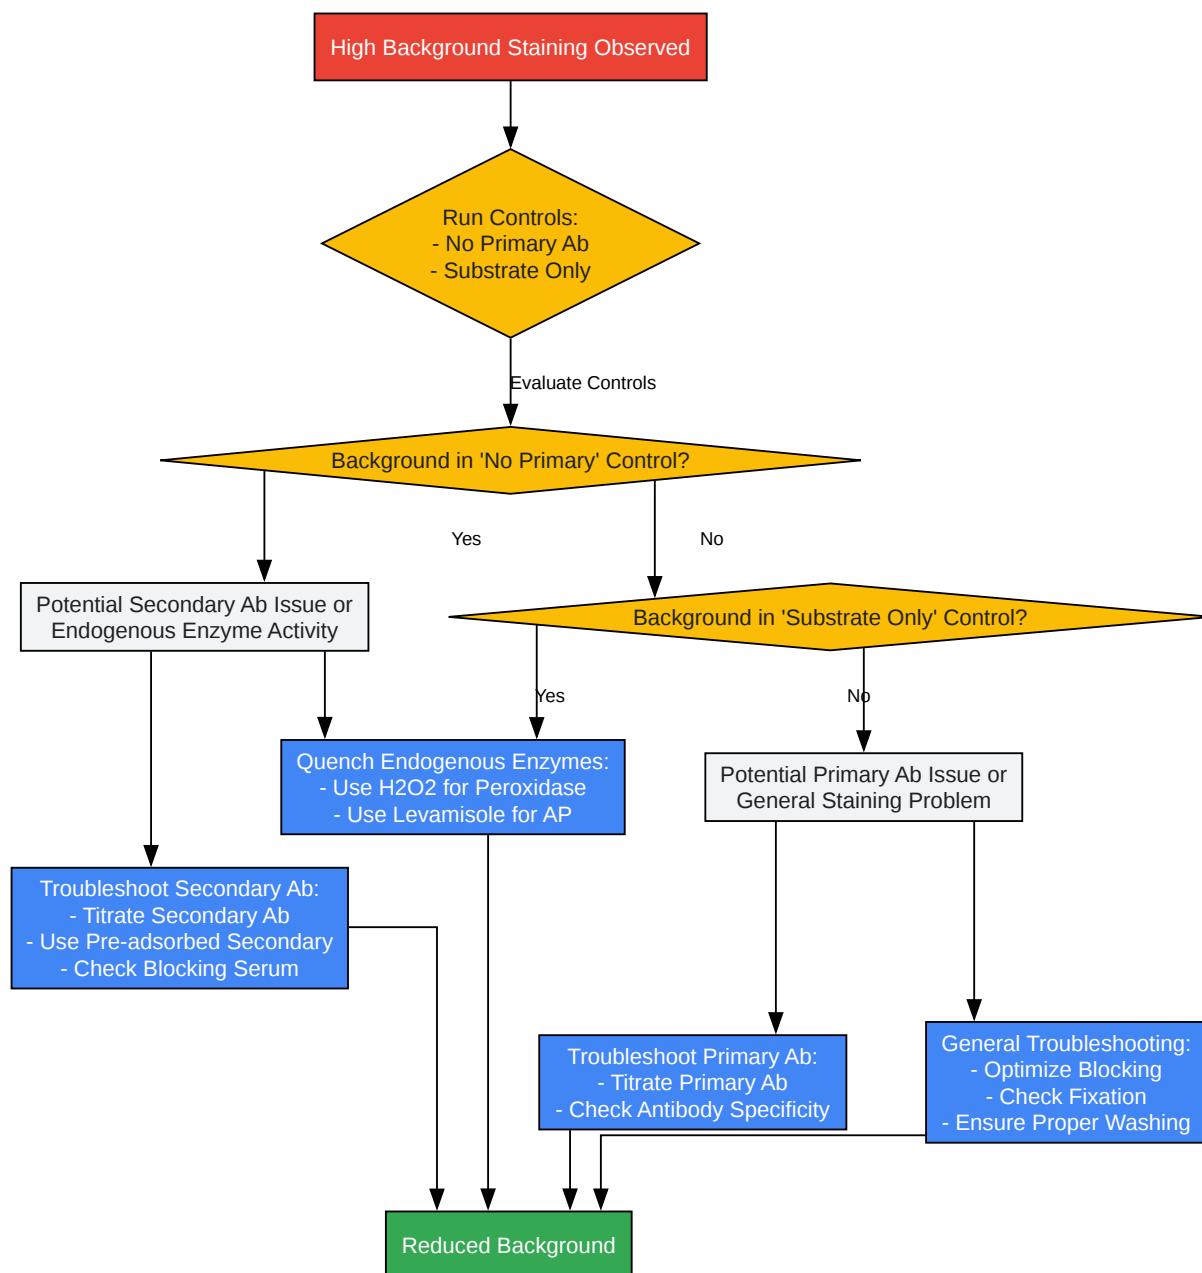 High Background Staining Observed
Run Controls:
- No Primary Ab
- Substrate Only
Evaluate Controls
Background in 'No Primary' Control?
Yes
No
Potential Secondary Ab Issue or
Endogenous Enzyme Activity
Background in 'Substrate Only' Control?
Yes
No
Quench Endogenous Enzymes:
- Use H2O2 for Peroxidase
- Use Levamisole for AP
Potential Primary Ab Issue or
General Staining Problem
Troubleshoot Secondary Ab:
- Titrate Secondary Ab
- Use Pre-adsorbed Secondary
- Check Blocking Serum
Troubleshoot Primary Ab:
- Titrate Primary Ab
- Check Antibody Specificity
General Troubleshooting:
- Optimize Blocking
- Check Fixation
- Ensure Proper Washing
Reduced Background